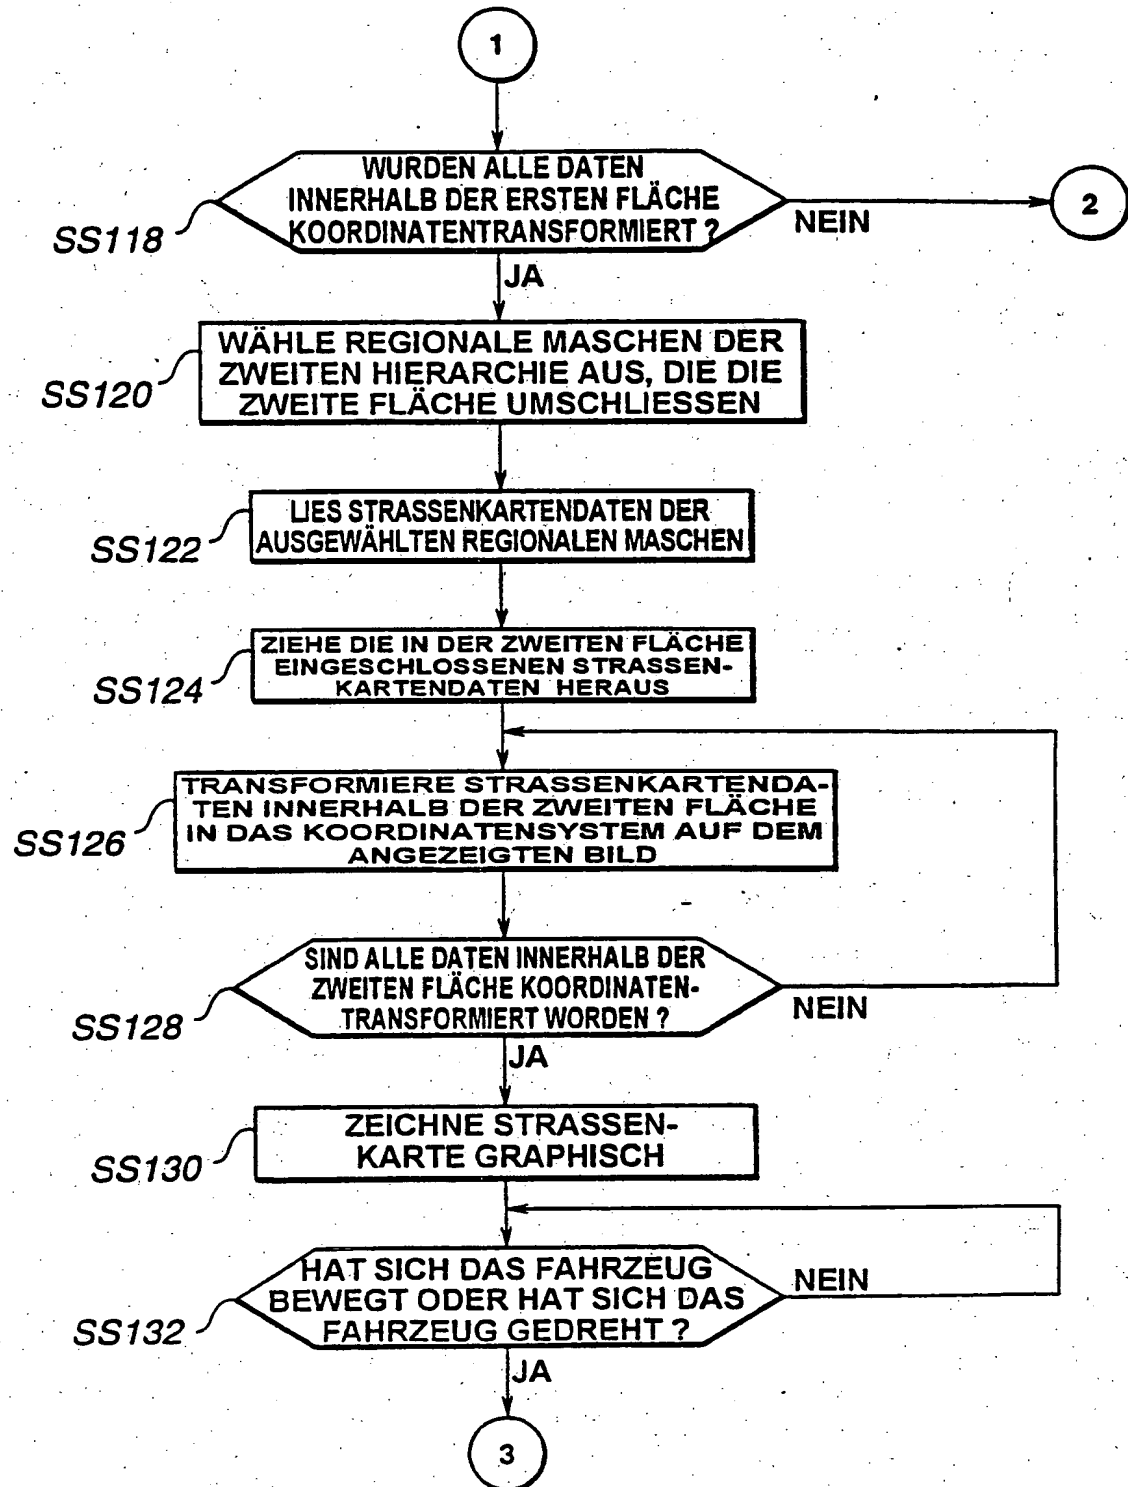 1
WURDEN ALLE DATEN
INNERHALB DER ERSTEN FLÄCHE
KOORDINATENTRANSFORMIERT ?
SS118
NEIN
2
JA
WÄHLE REGIONALE MASCHEN DER
ZWEITEN HIERARCHIE AUS, DIE DIE
ZWEITE FLÄCHE UMSCHLIESSEN
SS120
LIES STRASSENKARTENDATEN DER
AUSGEWÄHLTEN REGIONALEN MASCHEN
SS122
ZIEHE DIE IN DER ZWEITEN FLÄCHE
EINGESCHLOSSENEN STRASSEN-
KARTENDATEN HERAUS
SS124
TRANSFORMIERE STRASSENKARTENDA-
TEN INNERHALB DER ZWEITEN FLÄCHE
IN DAS KOORDINATENSYSTEM AUF DEM
ANGEZEIGTEN BILD
SS126
SIND ALLE DATEN INNERHALB DER
ZWEITEN FLÄCHE KOORDINATEN-
TRANSFORMIERT WORDEN ?
SS128
NEIN
JA
ZEICHNE STRASSEN-
KARTE GRAPHISCH
SS130
HAT SICH DAS FAHRZEUG
BEWEGT ODER HAT SICH DAS
FAHRZEUG GEDREHT ?
SS132
NEIN
JA
3